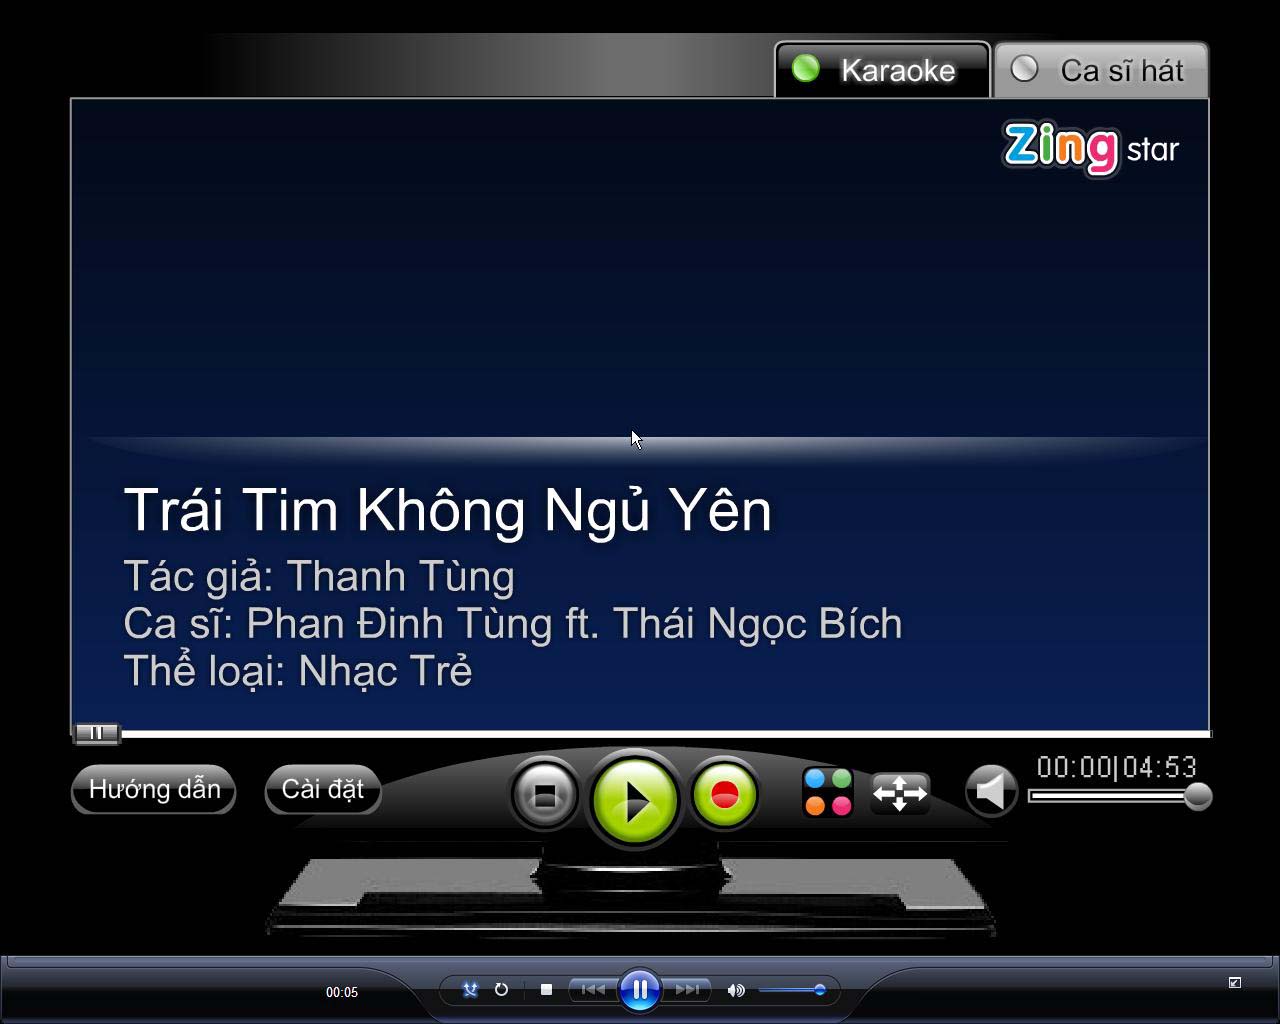 Karaoke
Ca sĩ hát
Zing star
Trái Tim Không Ngủ Yên
Tác giả: Thanh Tùng
Ca sĩ: Phan Đinh Tùng ft. Thái Ngọc Bích
Thể loại: Nhạc Trẻ
Hướng dẫn
Cài đặt
00:00|04:53
00:05